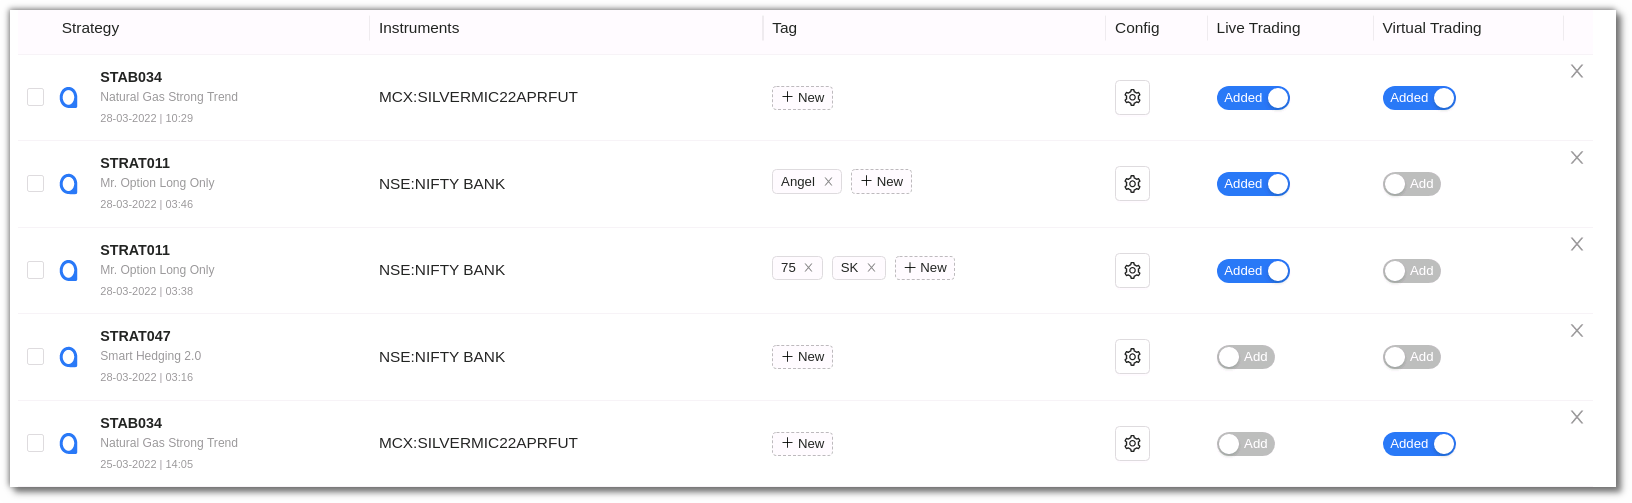 Strategy Instruments Tag Config Live Trading Virtual Trading
STAB034
Natural Gas Strong Trend
28-03-2022 | 10:29
MCX:SILVERMIC22APRFUT
+ New
Added
Added
STRAT011
Mr. Option Long Only
28-03-2022 | 03:46
NSE:NIFTY BANK
Angel
+ New
Added
Add
STRAT011
Mr. Option Long Only
28-03-2022 | 03:38
NSE:NIFTY BANK
75
SK
+ New
Added
Add
STRAT047
Smart Hedging 2.0
28-03-2022 | 03:16
NSE:NIFTY BANK
+ New
Add
Add
STAB034
Natural Gas Strong Trend
25-03-2022 | 14:05
MCX:SILVERMIC22APRFUT
+ New
Add
Added